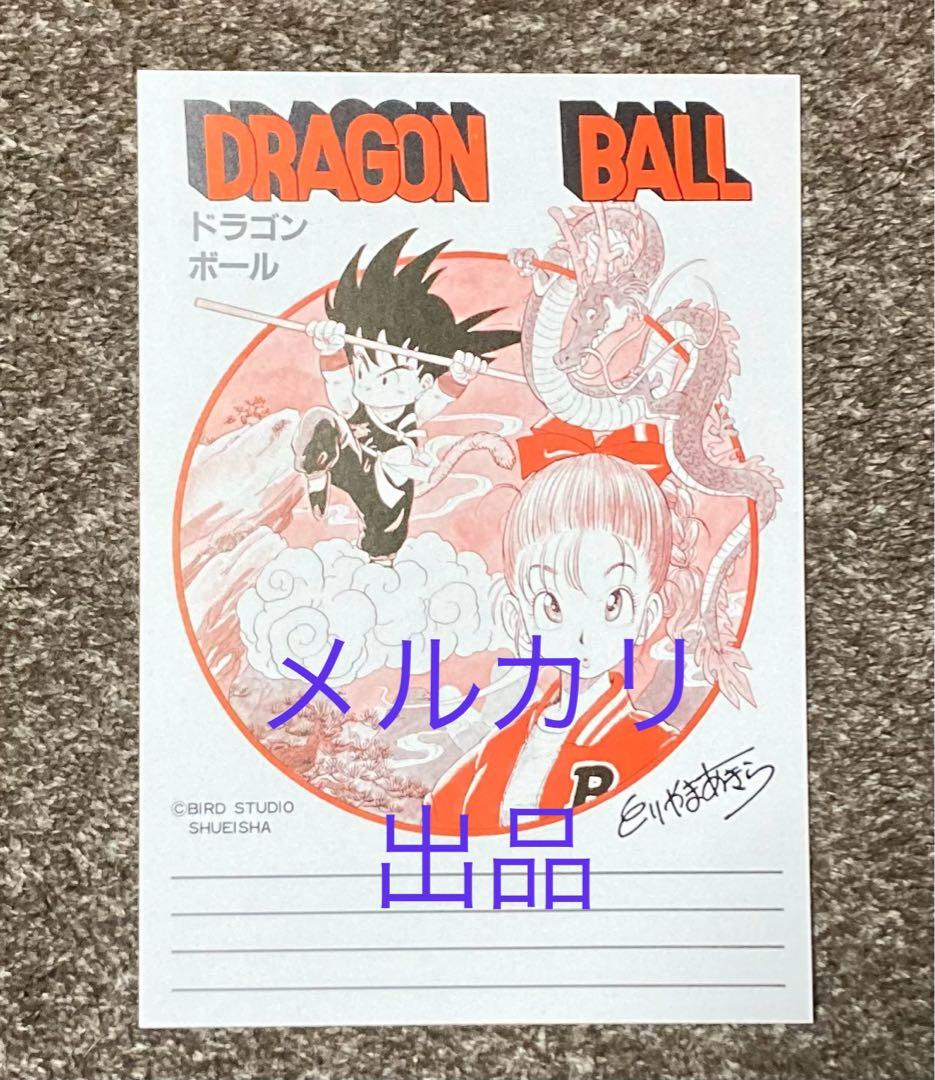 DRAGON BALL
ドラゴン
ボール
メルカリ
B
とりやまあきら
©BIRD STUDIO
SHUEISHA
出品